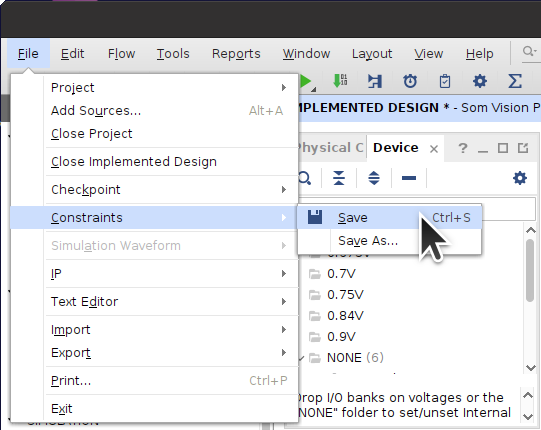 File Edit Flow Tools Reports Window Layout View Help
IMPLEMENTED DESIGN * - Som Vision P
Project
Add Sources... Alt+A
Close Project
Close Implemented Design
Checkpoint
Constraints
Simulation Waveform
IP
Text Editor
Import
Export
Print... Ctrl+P
Exit
Physical C Device × ?
Save Ctrl+S
Save As...
0.7V
0.75V
0.84V
0.9V
NONE (6)
Drop I/O banks on voltages or the
"NONE" folder to set/unset Internal